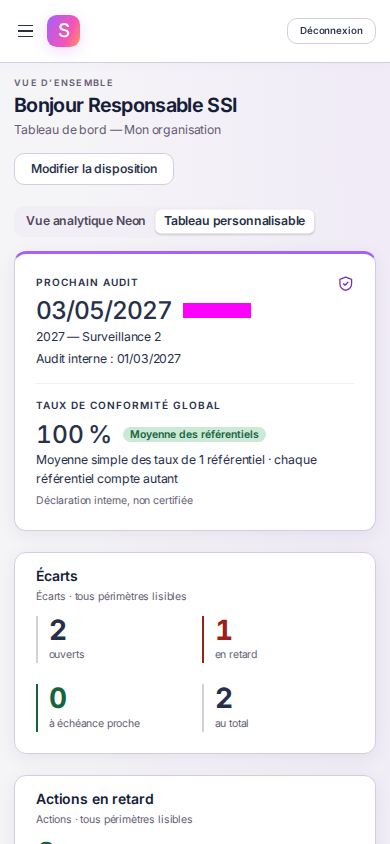 S
Déconnexion
VUE D'ENSEMBLE
Bonjour Responsable SSI
Tableau de bord — Mon organisation
Modifier la disposition
Vue analytique Neon
Tableau personnalisable
PROCHAIN AUDIT
03/05/2027
2027 — Surveillance 2
Audit interne : 01/03/2027
TAUX DE CONFORMITÉ GLOBAL
100 % Moyenne des référentiels
Moyenne simple des taux de 1 référentiel · chaque
référentiel compte autant
Déclaration interne, non certifiée
Écarts
Écarts · tous périmètres lisibles
2
ouverts
1
en retard
0
à échéance proche
2
au total
Actions en retard
Actions · tous périmètres lisibles